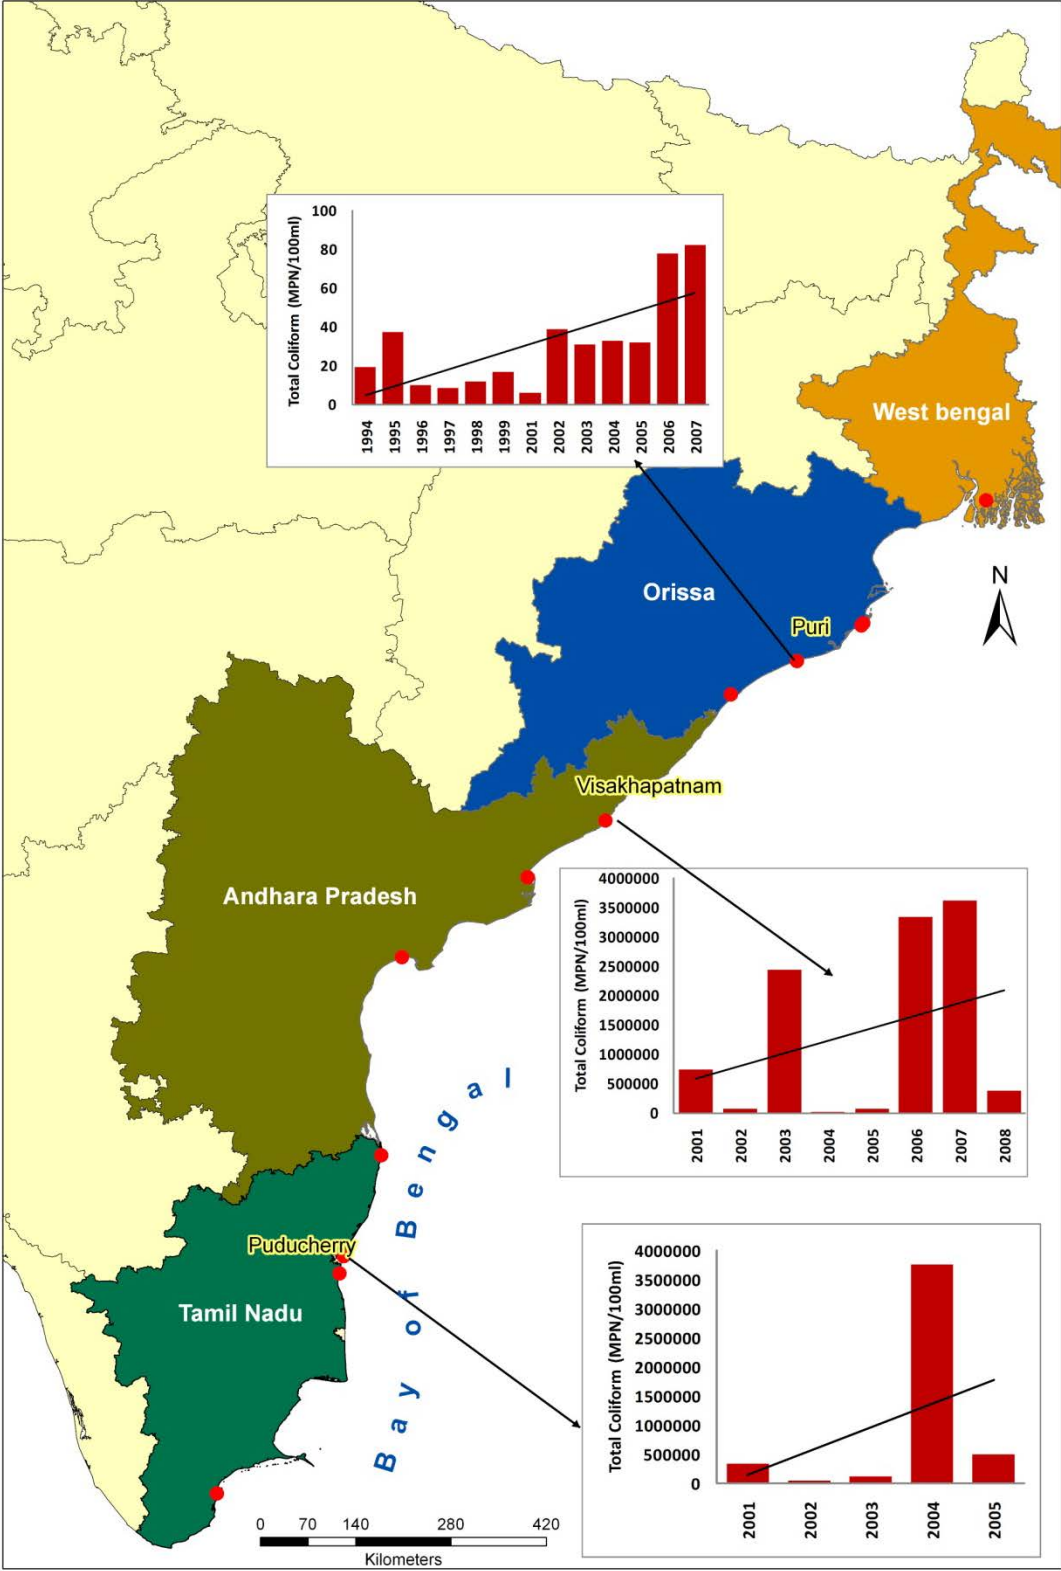 100
80
60
40
20
0
Total Coliform (MPN/100ml)
1994 1995 1996 1997 1998 1999 2001 2002 2003 2004 2005 2006 2007
West bengal
N
Orissa
Puri
Visakhapatnam
Andhara Pradesh
4000000
3500000
3000000
2500000
2000000
1500000
1000000
500000
0
Total Coliform (MPN/100ml)
2001 2002 2003 2004 2005 2006 2007 2008
Bay of Bengal
Puducherry
Tamil Nadu
4000000
3500000
3000000
2500000
2000000
1500000
1000000
500000
0
Total Coliform (MPN/100ml)
2001 2002 2003 2004 2005
0 70 140 280 420
Kilometers